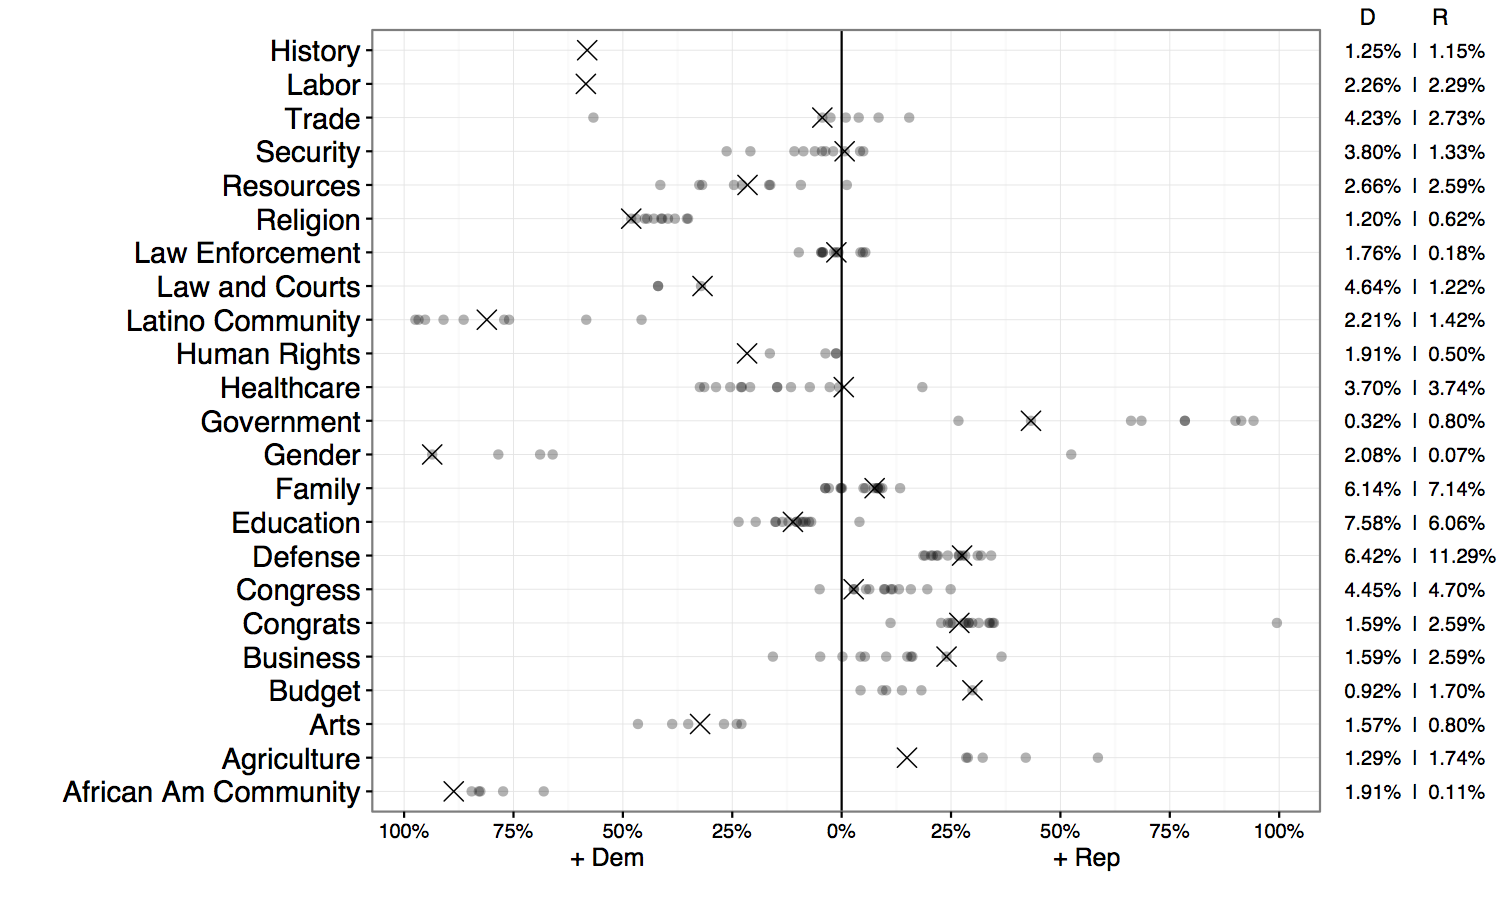 D R
History 1.25% | 1.15%
Labor 2.26% | 2.29%
Trade 4.23% | 2.73%
Security 3.80% | 1.33%
Resources 2.66% | 2.59%
Religion 1.20% | 0.62%
Law Enforcement 1.76% | 0.18%
Law and Courts 4.64% | 1.22%
Latino Community 2.21% | 1.42%
Human Rights 1.91% | 0.50%
Healthcare 3.70% | 3.74%
Government 0.32% | 0.80%
Gender 2.08% | 0.07%
Family 6.14% | 7.14%
Education 7.58% | 6.06%
Defense 6.42% | 11.29%
Congress 4.45% | 4.70%
Congrats 1.59% | 2.59%
Business 1.59% | 2.59%
Budget 0.92% | 1.70%
Arts 1.57% | 0.80%
Agriculture 1.29% | 1.74%
African Am Community 1.91% | 0.11%
100% 75% 50% 25% 0% 25% 50% 75% 100%
+ Dem + Rep